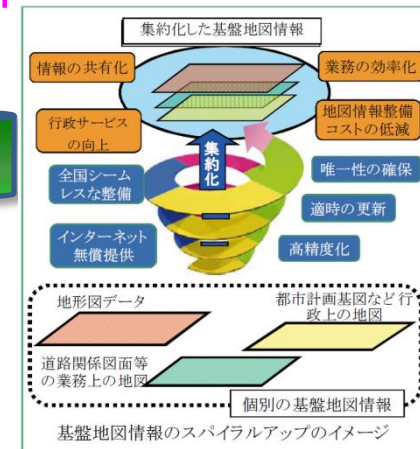 集約化した基盤地図情報
情報の共有化
業務の効率化
行政サービス
の向上
地図情報整備
コストの低減
集約化
全国シーム
レスな整備
唯一性の確保
適時の更新
インターネット
無償提供
高精度化
地形図データ
都市計画基図など行
政上の地図
道路関係図面等
の業務上の地図
個別の基盤地図情報
基盤地図情報のスパイラルアップのイメージ